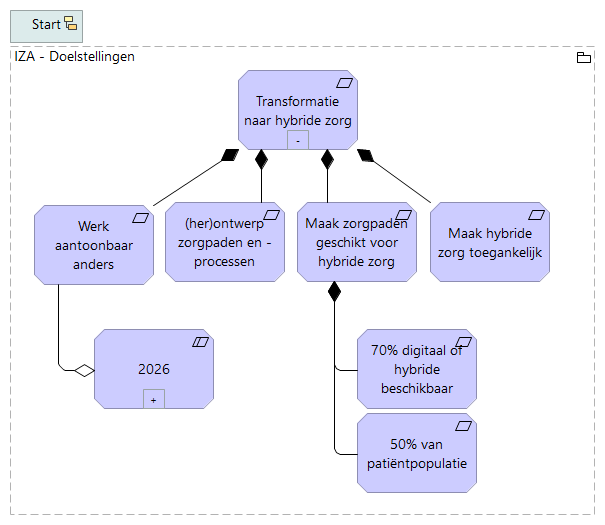 Start
IZA - Doelstellingen
Transformatie
naar hybride zorg
-
Werk
aantoonbaar
anders
(her)ontwerp
zorgpaden en -
processen
Maak zorgpaden
geschikt voor
hybride zorg
Maak hybride
zorg toegankelijk
2026
+
70% digitaal of
hybride
beschikbaar
50% van
patiëntpopulatie